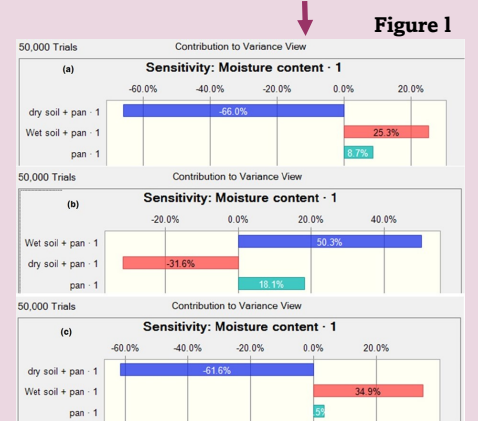 Figure 1
50,000 Trials Contribution to Variance View
(a) Sensitivity: Moisture content · 1
-60.0% -40.0% -20.0% 0.0% 20.0%
dry soil + pan · 1 -66.0%
Wet soil + pan · 1 25.3%
pan · 1 8.7%
50,000 Trials Contribution to Variance View
(b) Sensitivity: Moisture content · 1
-20.0% 0.0% 20.0% 40.0%
Wet soil + pan · 1 50.3%
dry soil + pan · 1 -31.6%
pan · 1 18.1%
50,000 Trials Contribution to Variance View
(c) Sensitivity: Moisture content · 1
-60.0% -40.0% -20.0% 0.0% 20.0%
dry soil + pan · 1 -61.6%
Wet soil + pan · 1 34.9%
pan · 1